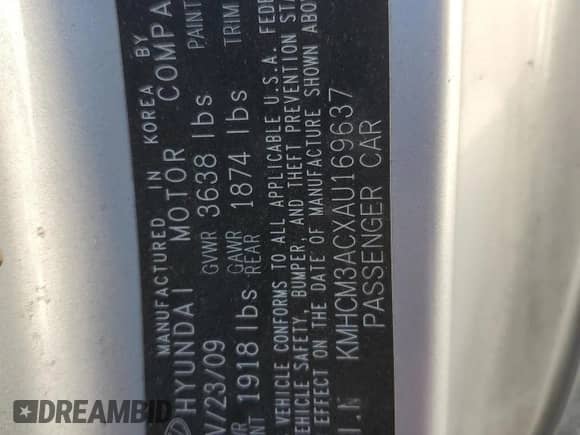 MANUFACTURED IN KOREA BY
HYUNDAI MOTOR COMPA
V/23/09 GVWR 3638 lbs PAINT
GAWR
1918 lbs REAR 1874 lbs TRIM
VEHICLE CONFORMS TO ALL APPLICABLE U.S.A. FEDE
EHICLE SAFETY, BUMPER, AND THEFT PREVENTION STA
EFFECT ON THE DATE OF MANUFACTURE SHOWN ABO
I.N KMHCM3ACXAU169637
PASSENGER CAR
DREAMBID